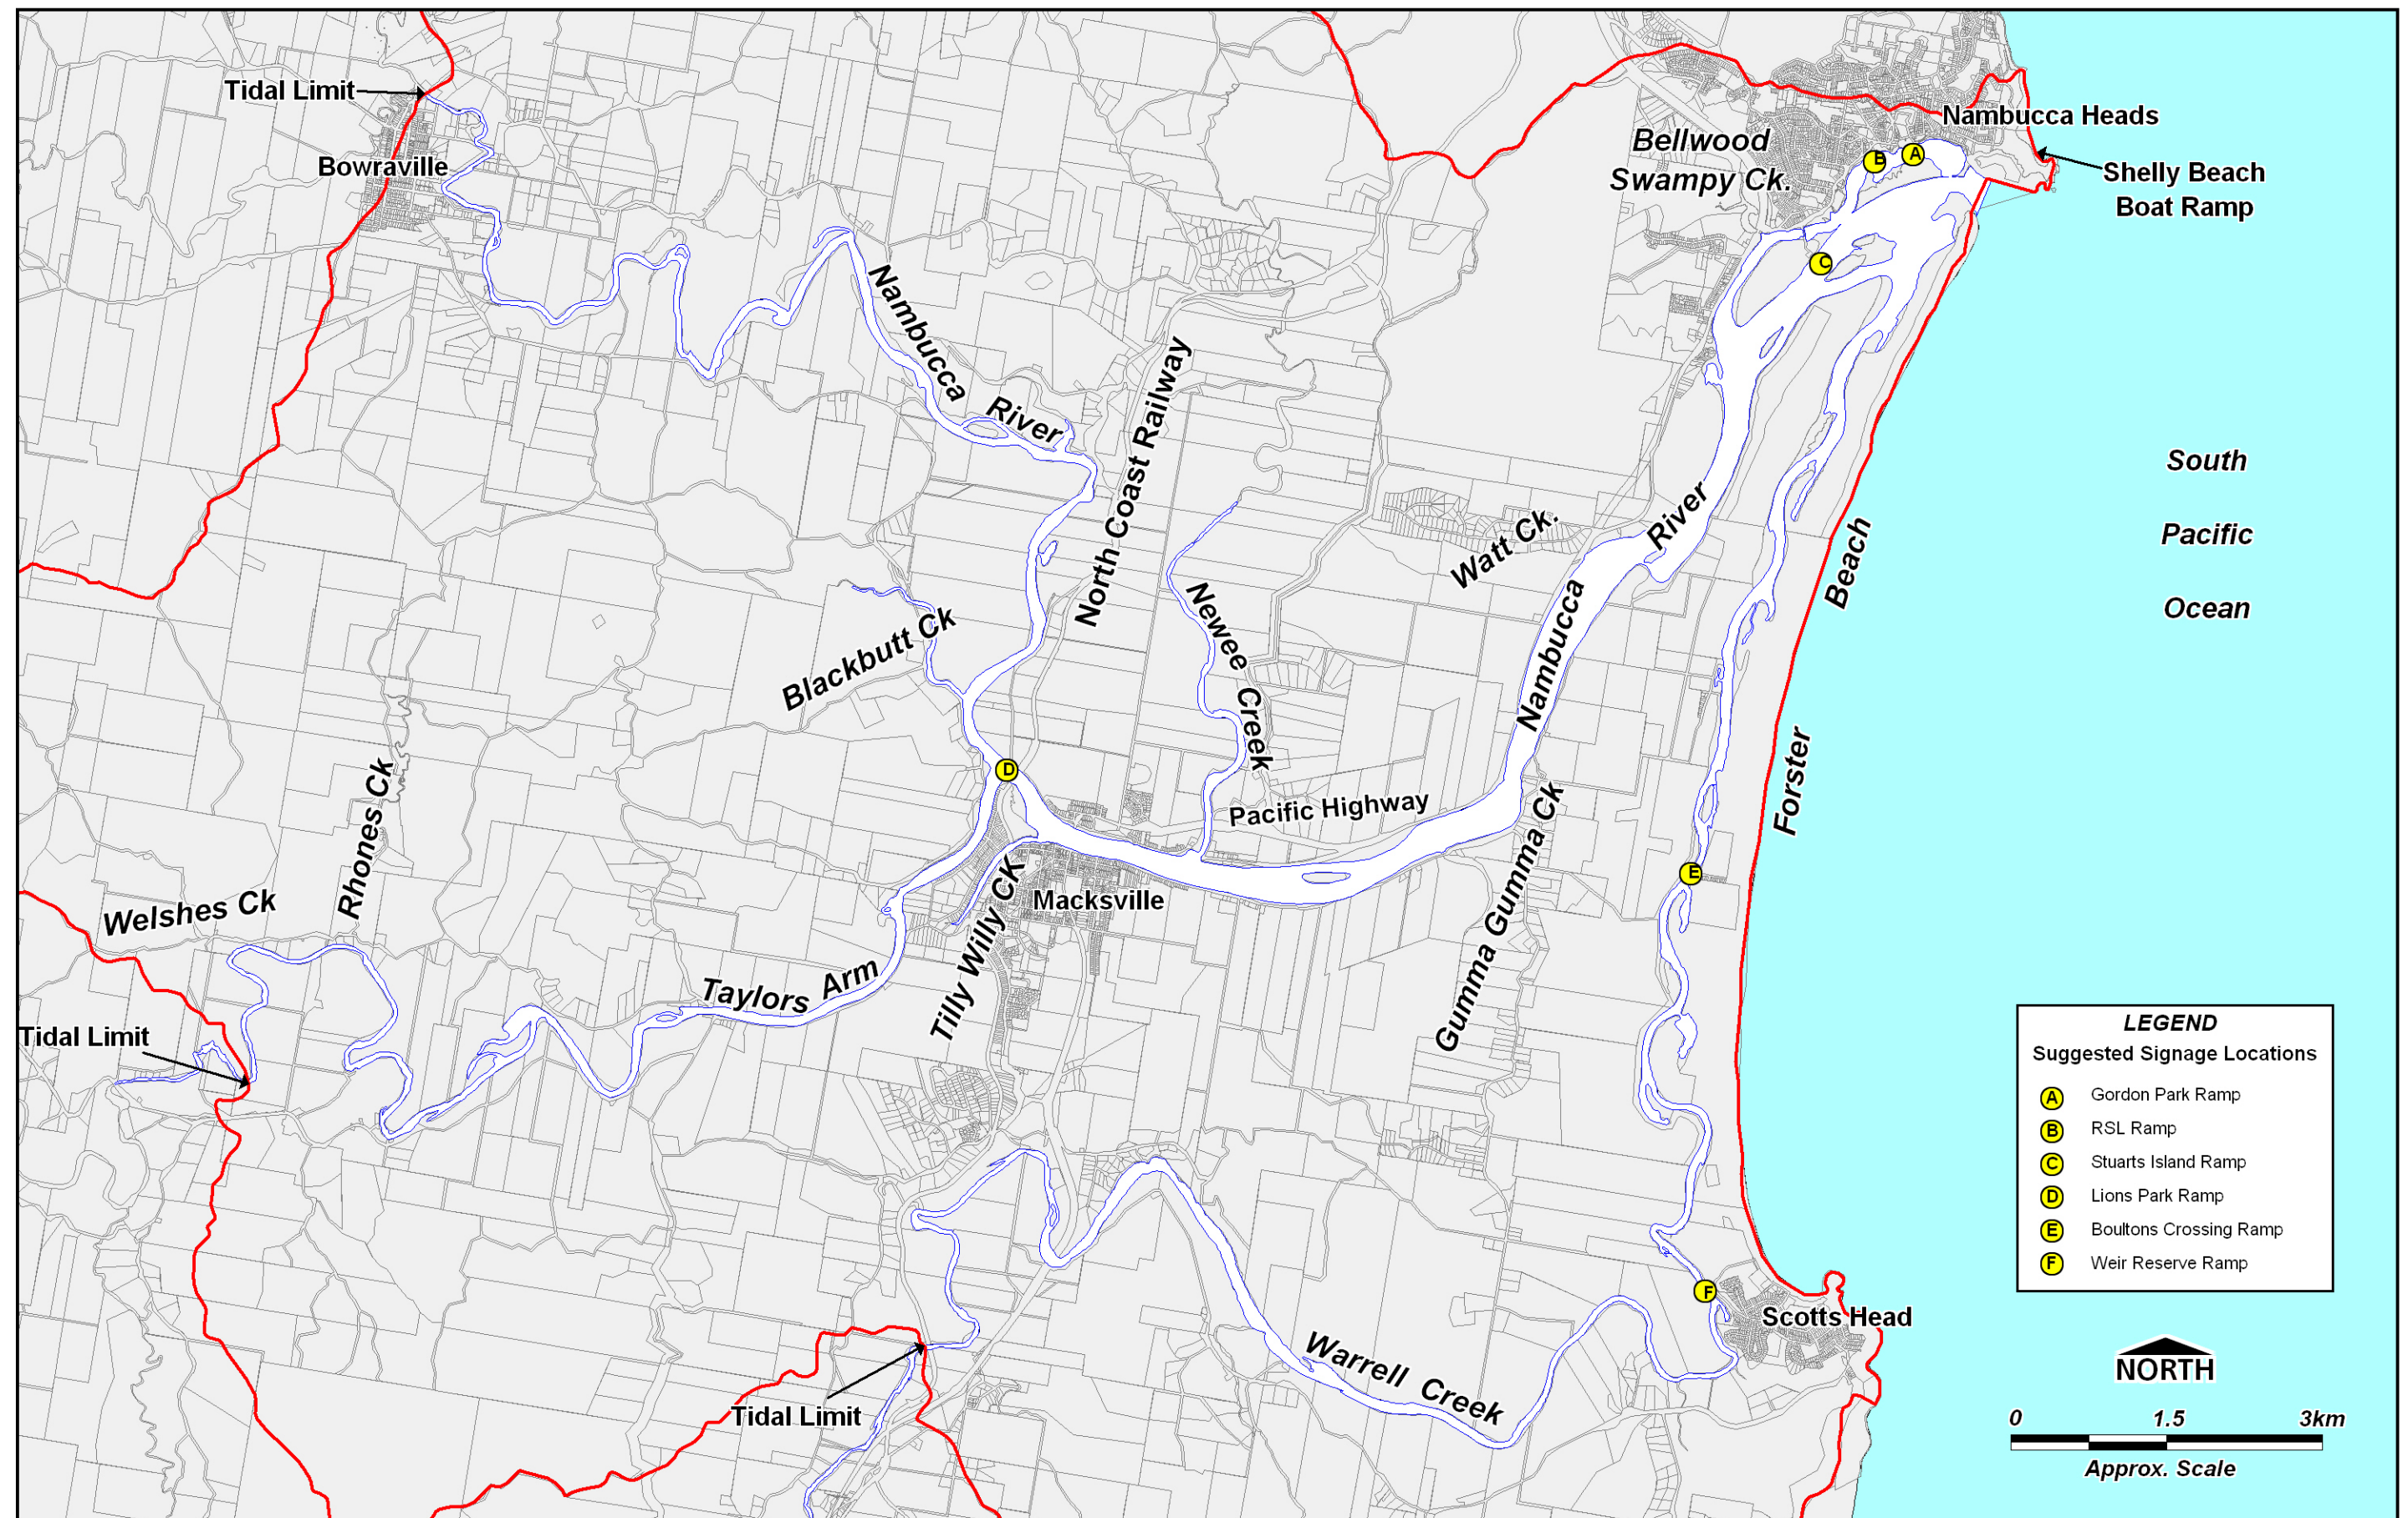 Tidal Limit
Bowraville
Nambucca Heads
Shelly Beach
Boat Ramp
Bellwood
Swampy Ck.
B
A
C
Nambucca
River
North Coast Railway
South
Pacific
Ocean
Watt Ck.
River
Beach
Newee
Creek
Nambucca
Blackbutt Ck
Forster
D
Rhones Ck
Pacific Highway
Gumma Gumma Ck
E
Welshes Ck
Macksville
Tilly Willy CK
Taylors Arm
Tidal Limit
LEGEND
Suggested Signage Locations
A Gordon Park Ramp
B RSL Ramp
C Stuarts Island Ramp
D Lions Park Ramp
E Boultons Crossing Ramp
F Weir Reserve Ramp
F
Scotts Head
Warrell Creek
Tidal Limit
NORTH
0 1.5 3km
Approx. Scale